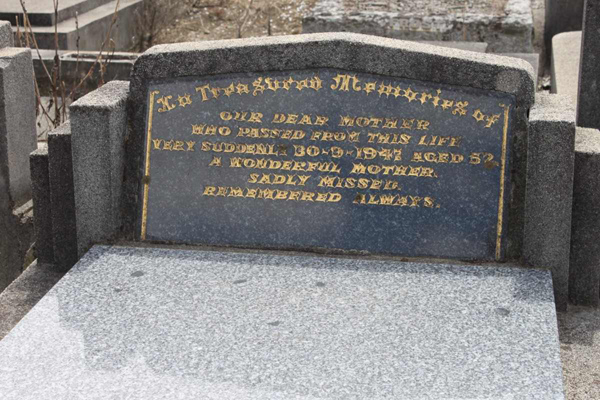 In Treasured Memories of
OUR DEAR MOTHER
WHO PASSED FROM THIS LIFE
VERY SUDDENLY 30-9-1947 AGED 52.
A WONDERFUL MOTHER.
SADLY MISSED.
REMEMBERED ALWAYS.